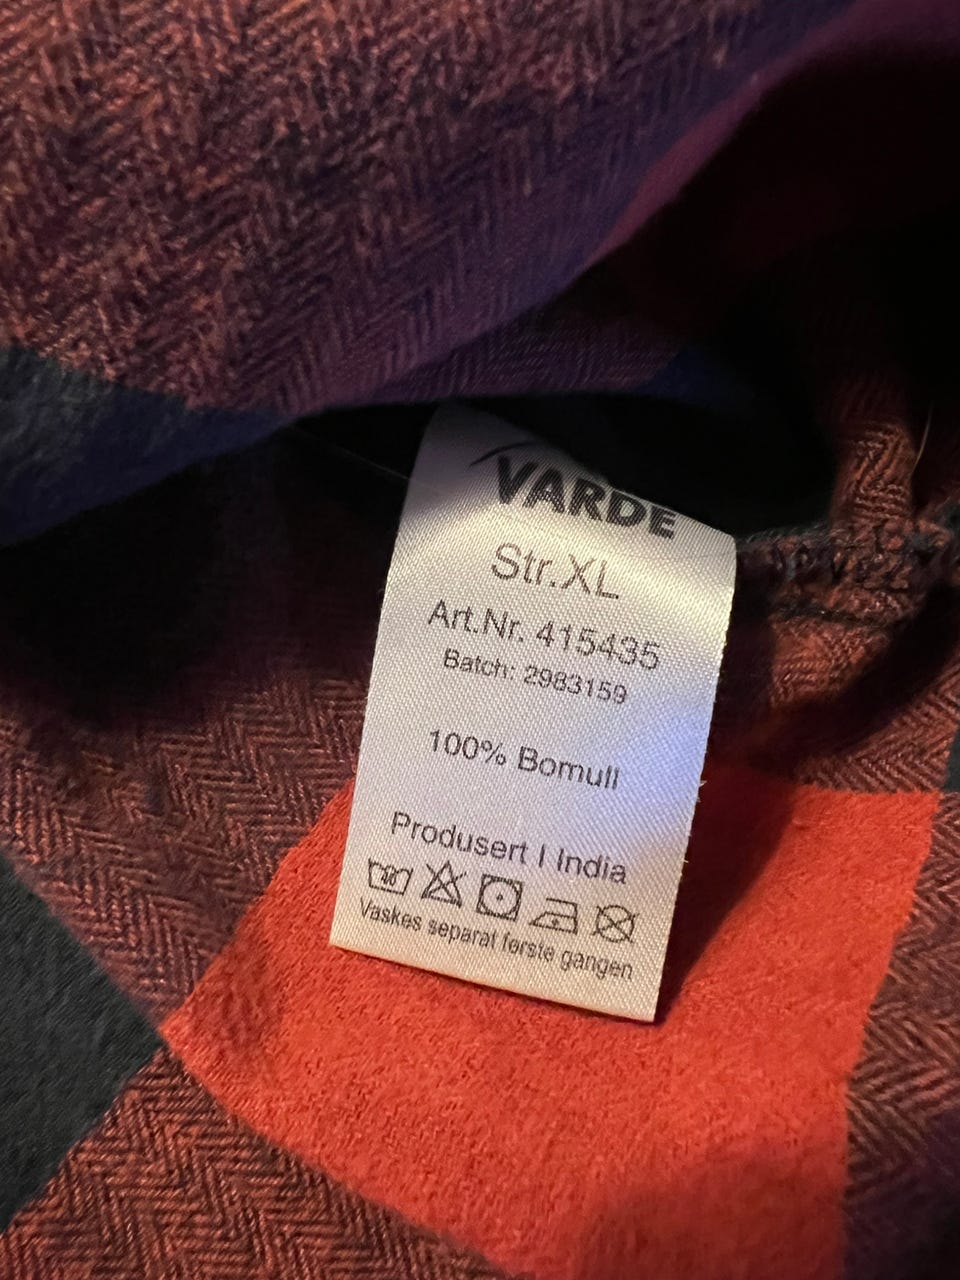 VARDE
Str.XL
Art.Nr. 415435
Batch: 2983159
100% Bomull
Produsert I India
Vaskes separat første gangen